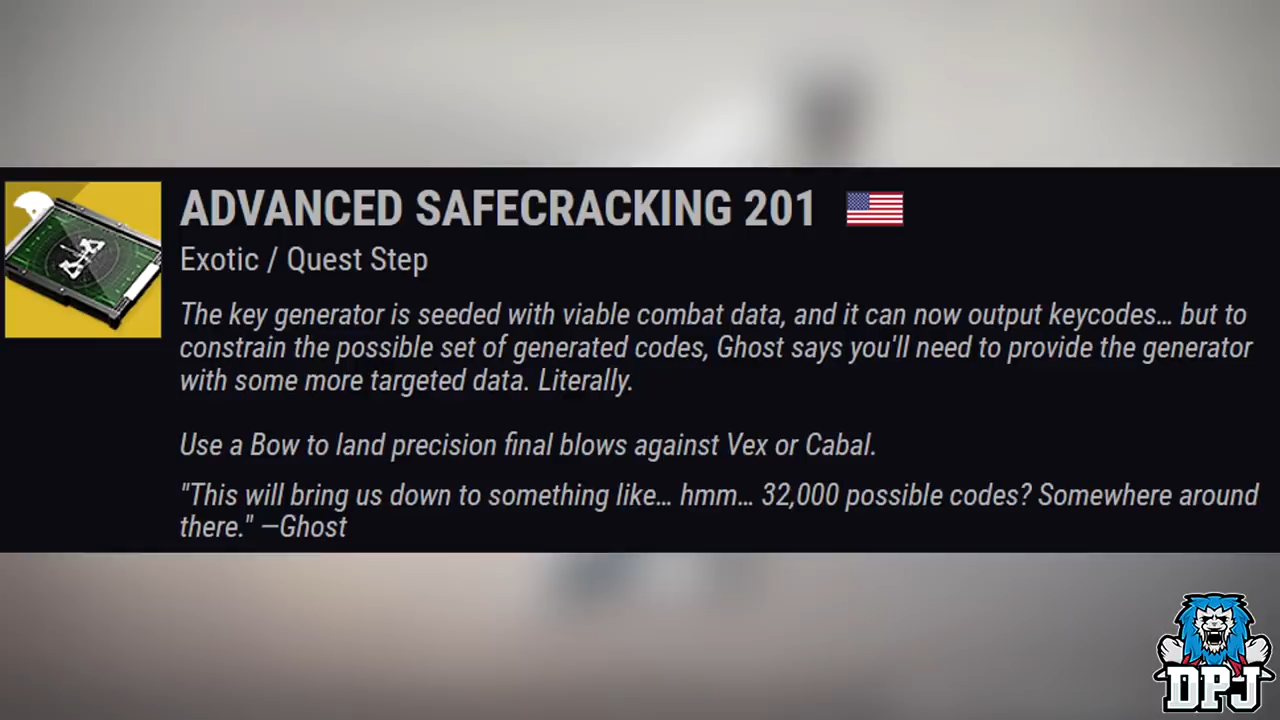 ADVANCED SAFECRACKING 201
Exotic / Quest Step
The key generator is seeded with viable combat data, and it can now output keycodes… but to
constrain the possible set of generated codes, Ghost says you'll need to provide the generator
with some more targeted data. Literally.
Use a Bow to land precision final blows against Vex or Cabal.
"This will bring us down to something like… hmm… 32,000 possible codes? Somewhere around
there." —Ghost
DPJ